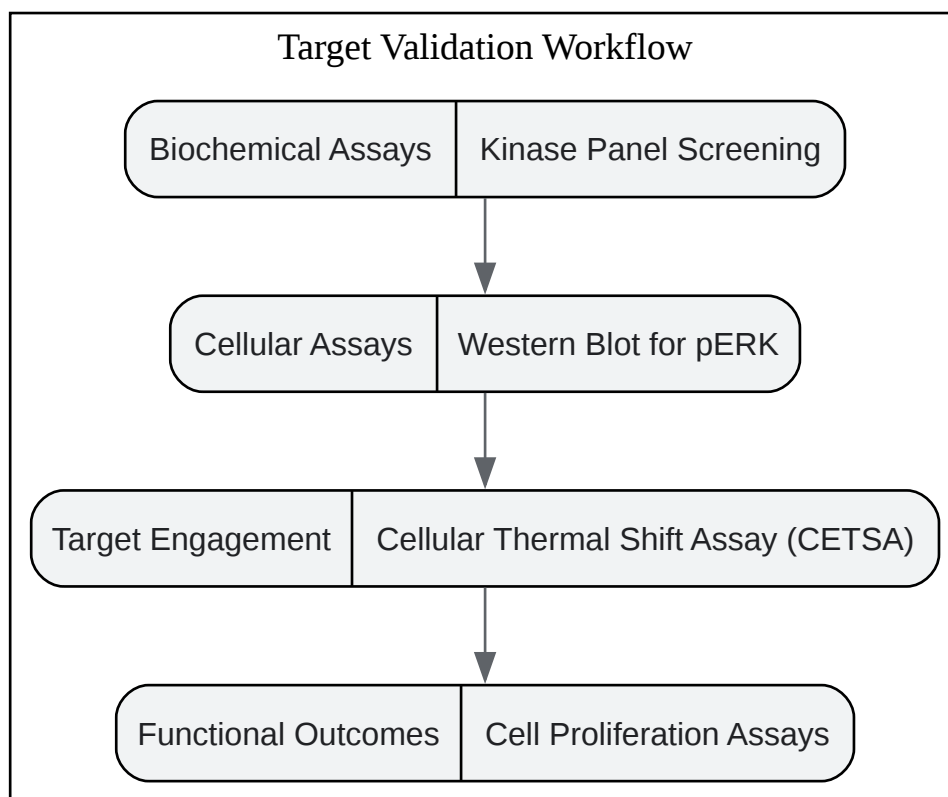 Target Validation Workflow
Biochemical Assays Kinase Panel Screening
Cellular Assays Western Blot for pERK
Target Engagement Cellular Thermal Shift Assay (CETSA)
Functional Outcomes Cell Proliferation Assays